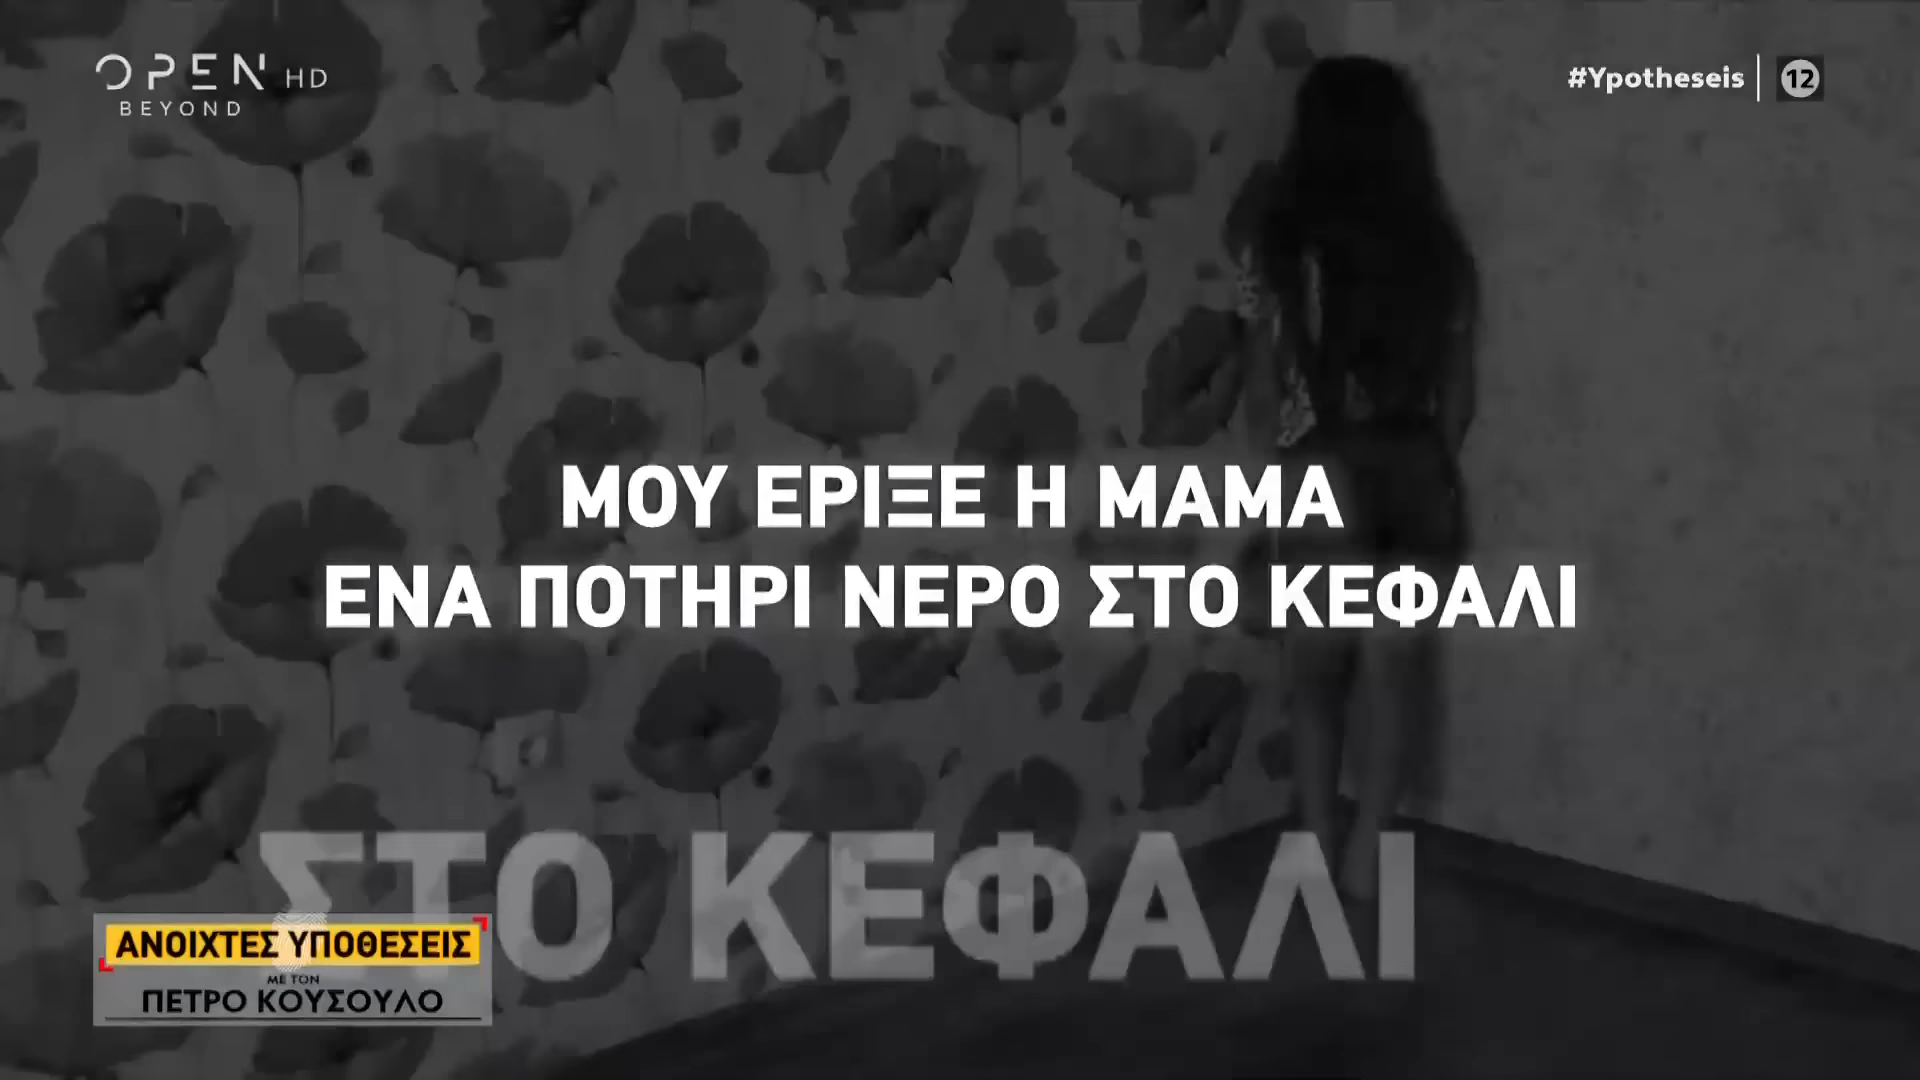 OPEN HD
BEYOND
#Ypotheseis
12
ΜΟΥ ΕΡΙΞΕ Η ΜΑΜΑ
ΕΝΑ ΠΟΤΗΡΙ ΝΕΡΟ ΣΤΟ ΚΕΦΑΛΙ
ΣΤΟ ΚΕΦΑΛΙ
ΑΝΟΙΧΤΕΣ ΥΠΟΘΕΣΕΙΣ
ΜΕ ΤΟΝ
ΠΕΤΡΟ ΚΟΥΣΟΥΛΟ